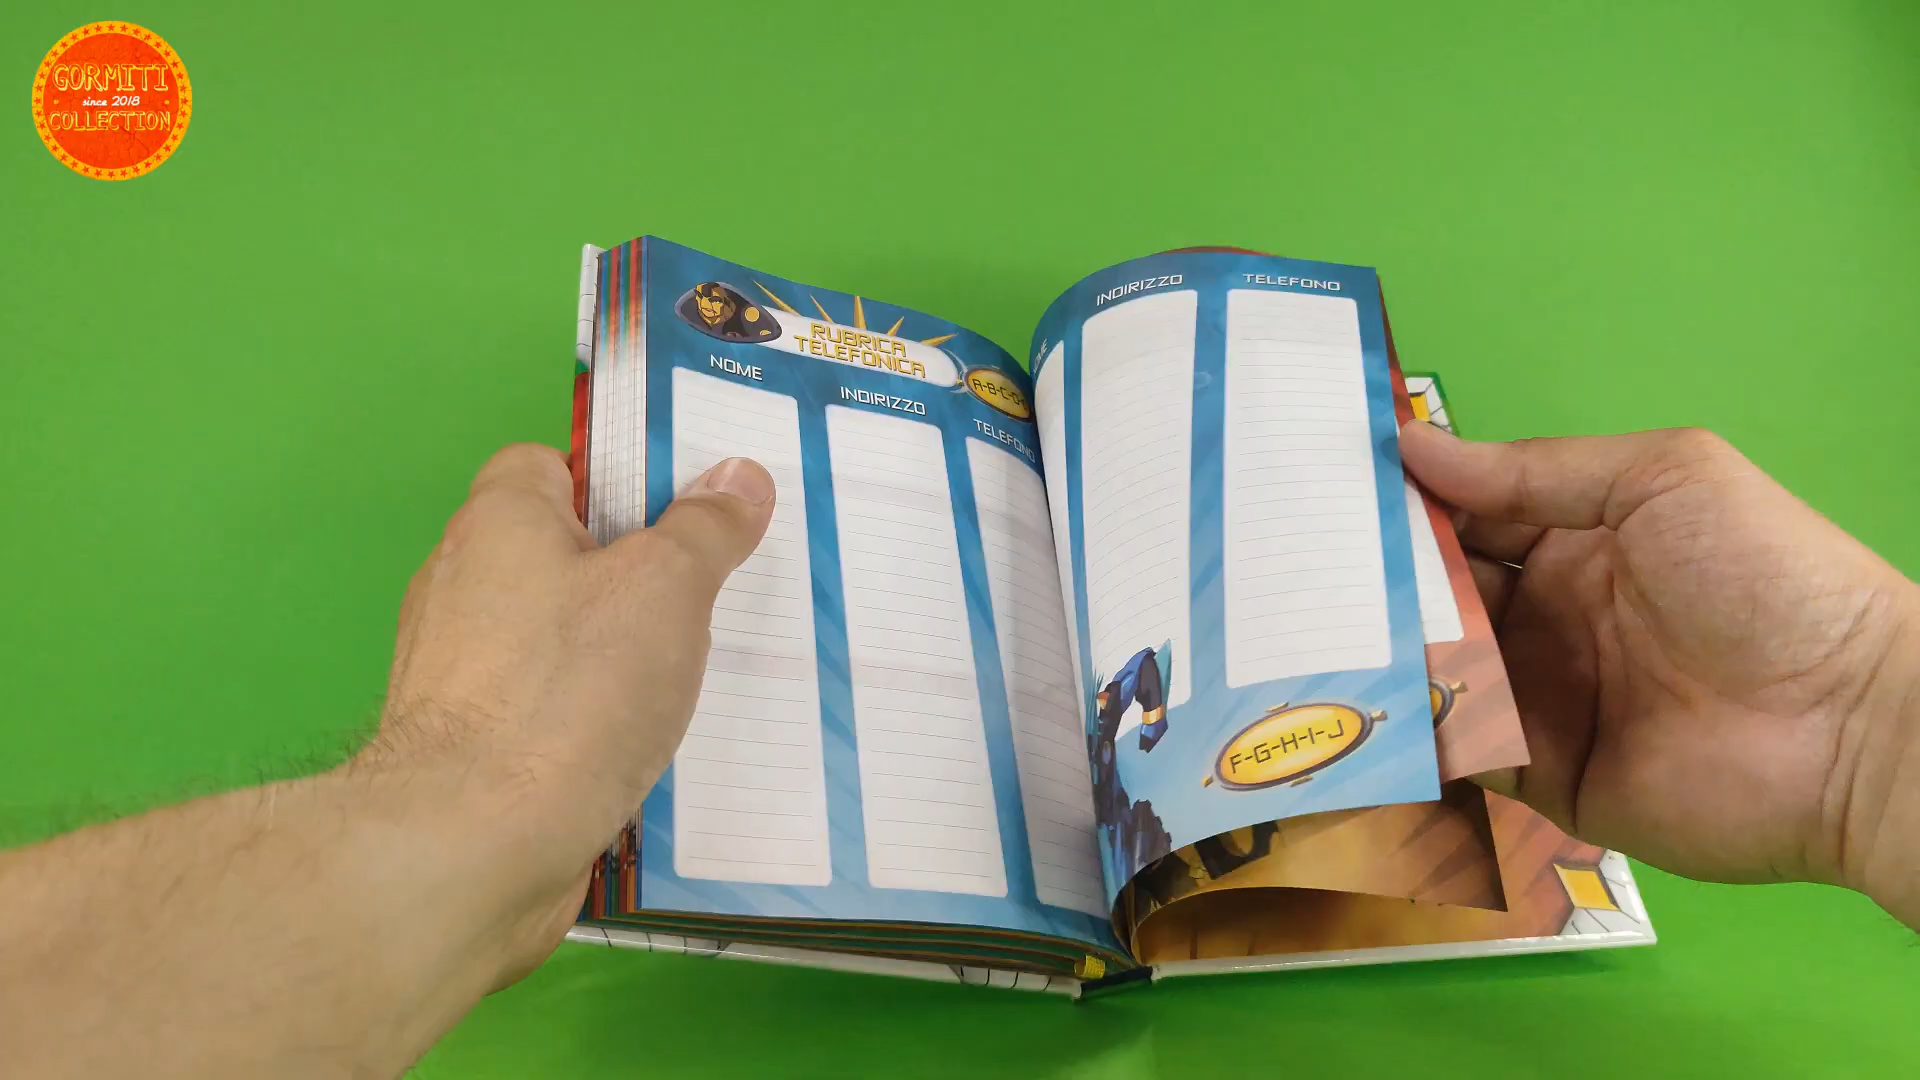 GORMITI
since 2018
COLLECTION
RUBRICA
TELEFONICA
NOME
INDIRIZZO
TELEFONO
INDIRIZZO
TELEFONO
F-G-H-I-J